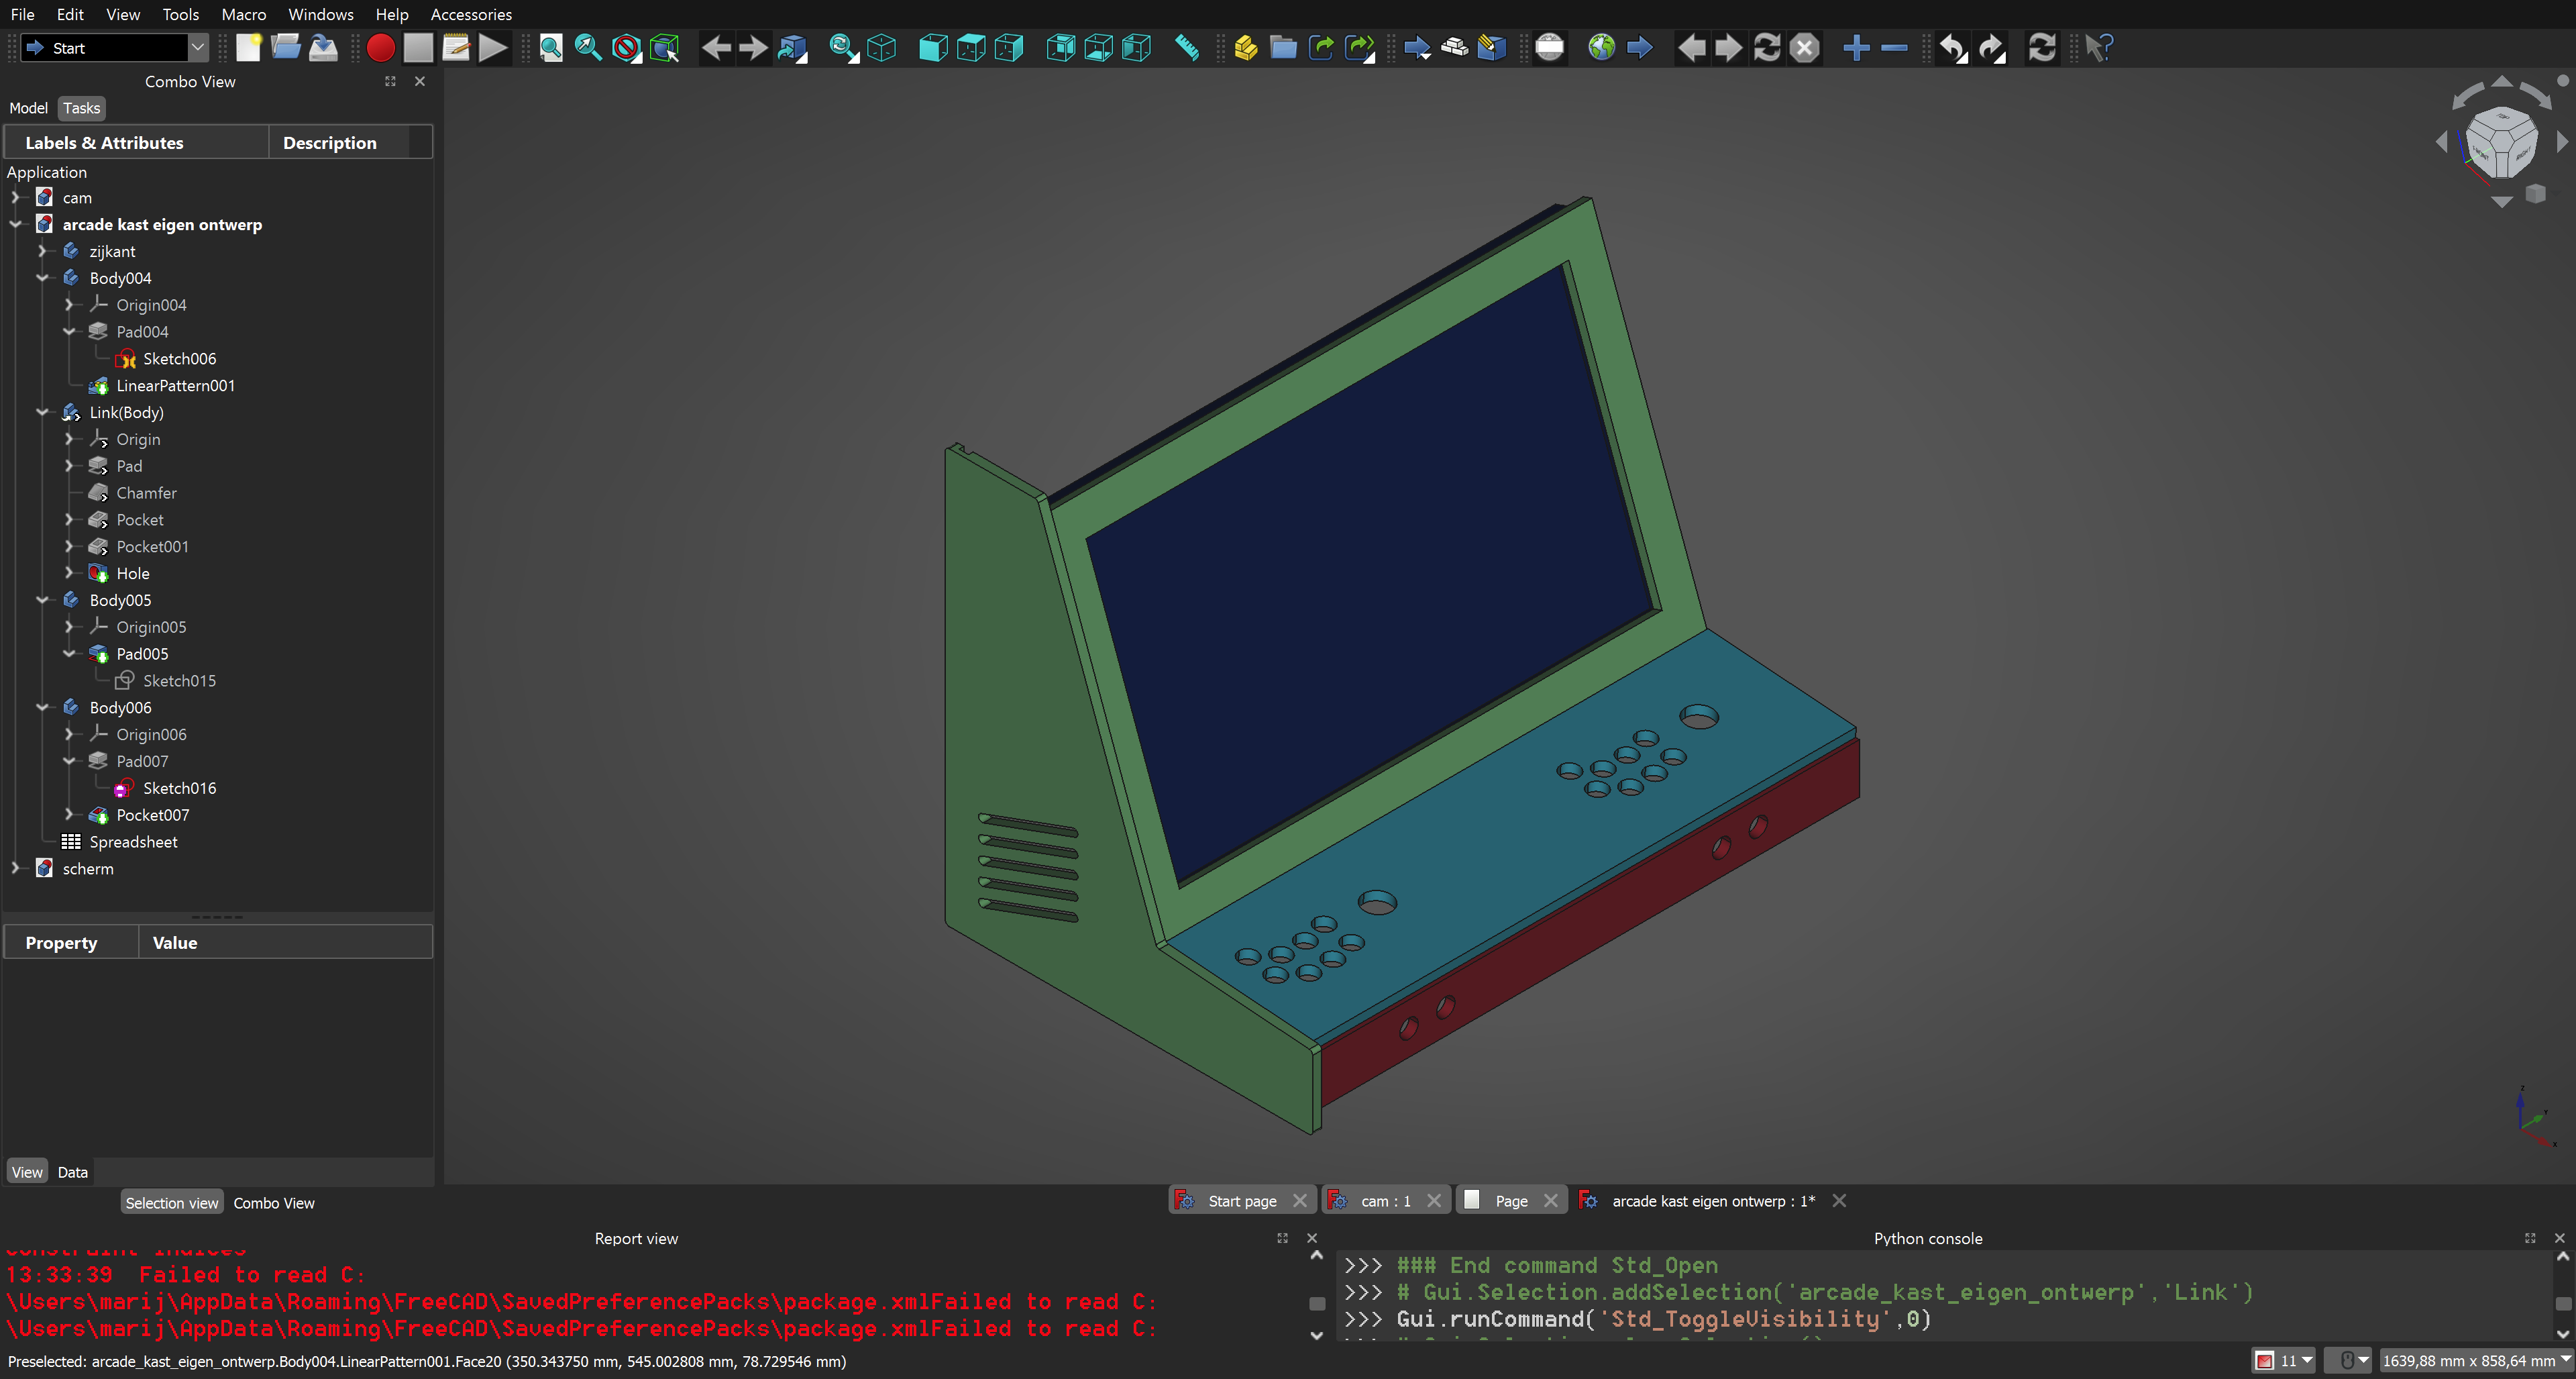 File Edit View Tools Macro Windows Help Accessories
Start
Combo View
Model Tasks
Labels & Attributes Description
Application
cam
arcade kast eigen ontwerp
zijkant
Body004
Origin004
Pad004
Sketch006
LinearPattern001
Link(Body)
Origin
Pad
Chamfer
Pocket
Pocket001
Hole
Body005
Origin005
Pad005
Sketch015
Body006
Origin006
Pad007
Sketch016
Pocket007
Spreadsheet
scherm
Property Value
View Data
Selection view Combo View
Start page cam : 1 Page arcade kast eigen ontwerp : 1*
Report view
constraint indices
13:33:39 Failed to read C:
\Users\marij\AppData\Roaming\FreeCAD\SavedPreferencePacks\package.xmlFailed to read C:
\Users\marij\AppData\Roaming\FreeCAD\SavedPreferencePacks\package.xmlFailed to read C:
Python console
>>> ### End command Std_Open
>>> # Gui.Selection.addSelection('arcade_kast_eigen_ontwerp','Link')
>>> Gui.runCommand('Std_ToggleVisibility',0)
Preselected: arcade_kast_eigen_ontwerp.Body004.LinearPattern001.Face20 (350.343750 mm, 545.002808 mm, 78.729546 mm)
11
1639,88 mm x 858,64 mm